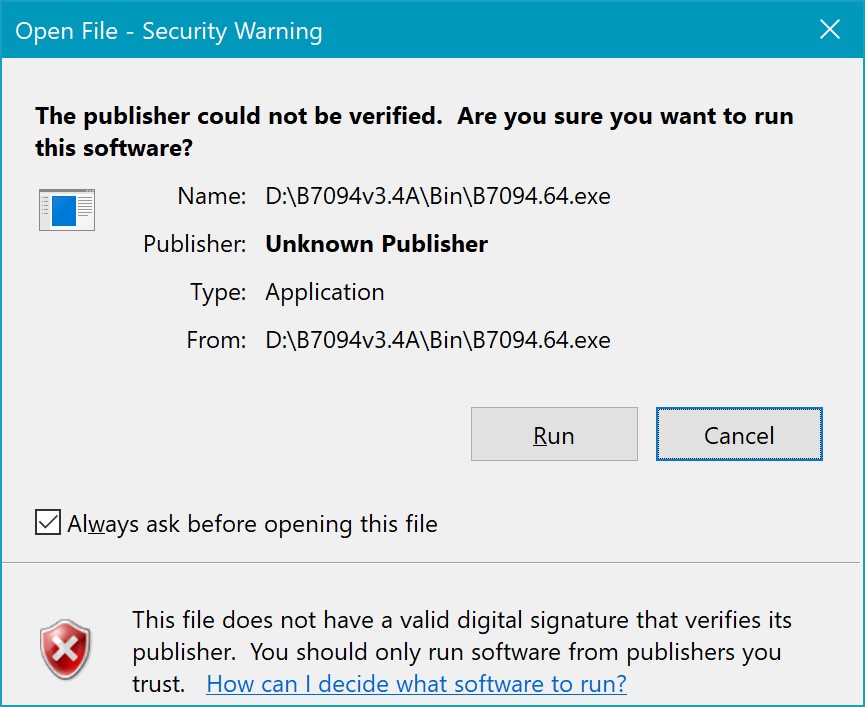 Open File - Security Warning
The publisher could not be verified.  Are you sure you want to run
this software?
Name: D:\B7094v3.4A\Bin\B7094.64.exe
Publisher: Unknown Publisher
Type: Application
From: D:\B7094v3.4A\Bin\B7094.64.exe
Run Cancel
Always ask before opening this file
This file does not have a valid digital signature that verifies its
publisher.  You should only run software from publishers you
trust. How can I decide what software to run?